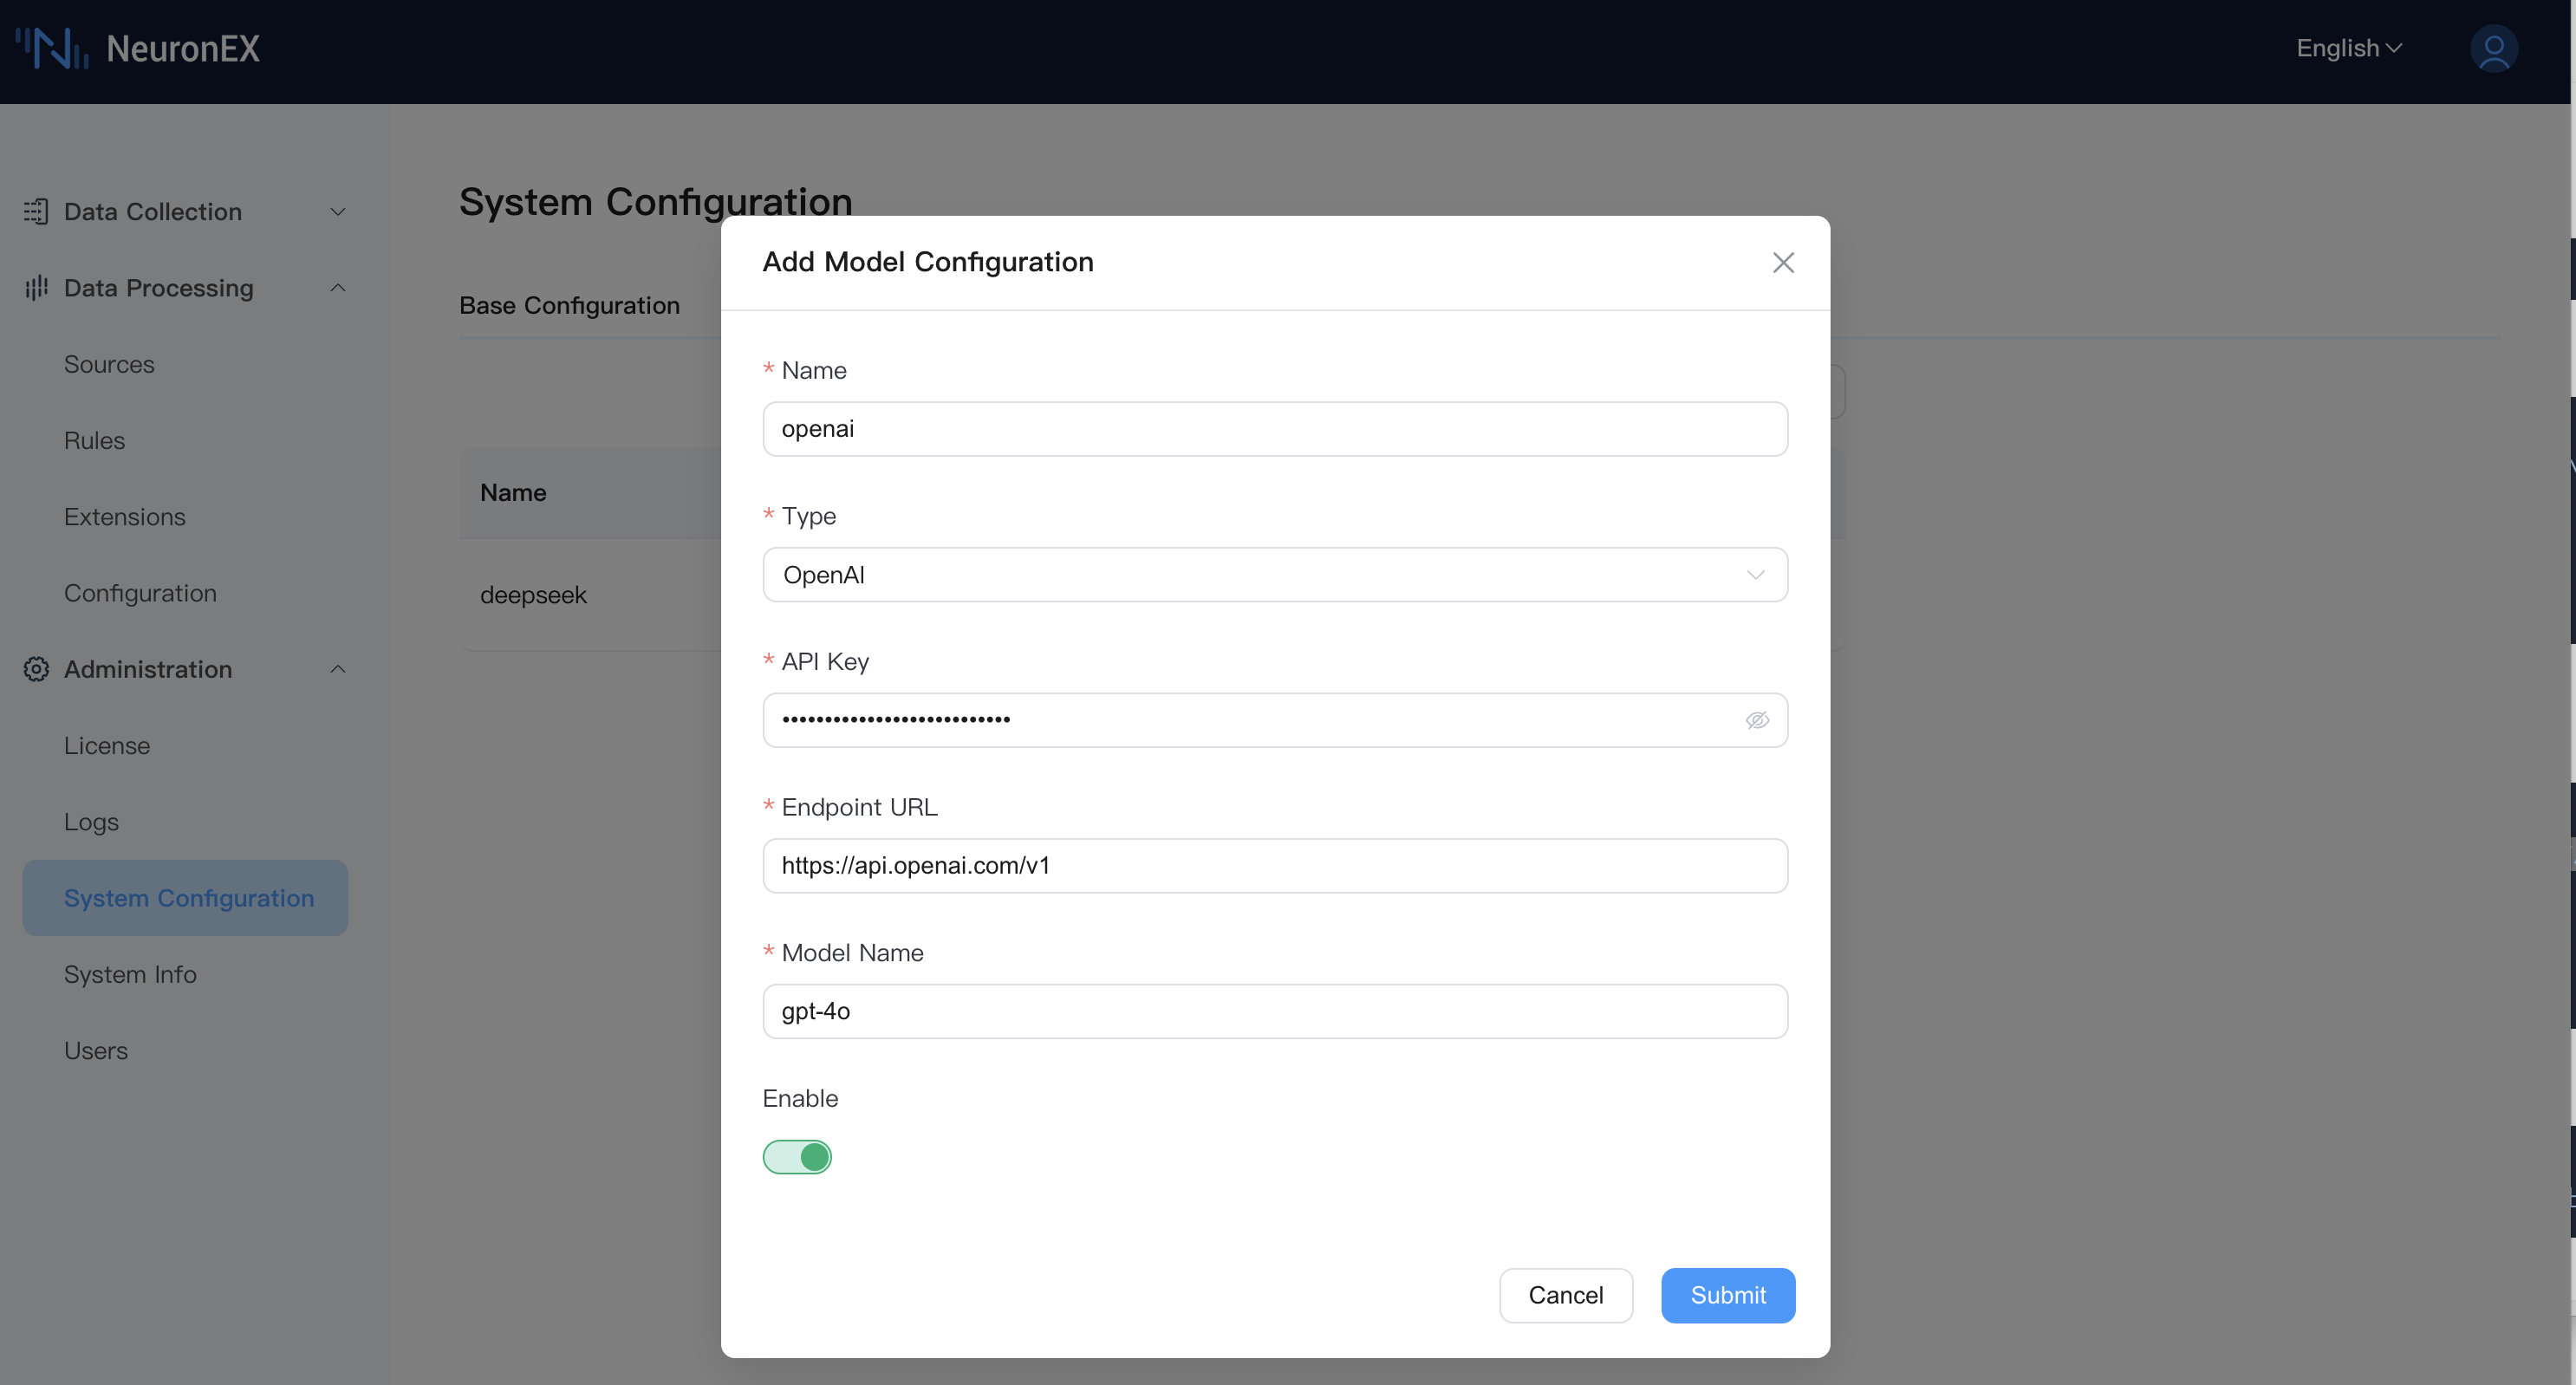 NeuronEX
English
Data Collection
Data Processing
Sources
Rules
Extensions
Configuration
Administration
License
Logs
System Configuration
System Info
Users
System Configuration
Base Configuration
Name
deepseek
Add Model Configuration
* Name
openai
* Type
OpenAI
* API Key
•••••••••••••••••••••••••••
* Endpoint URL
https://api.openai.com/v1
* Model Name
gpt-4o
Enable
Cancel
Submit